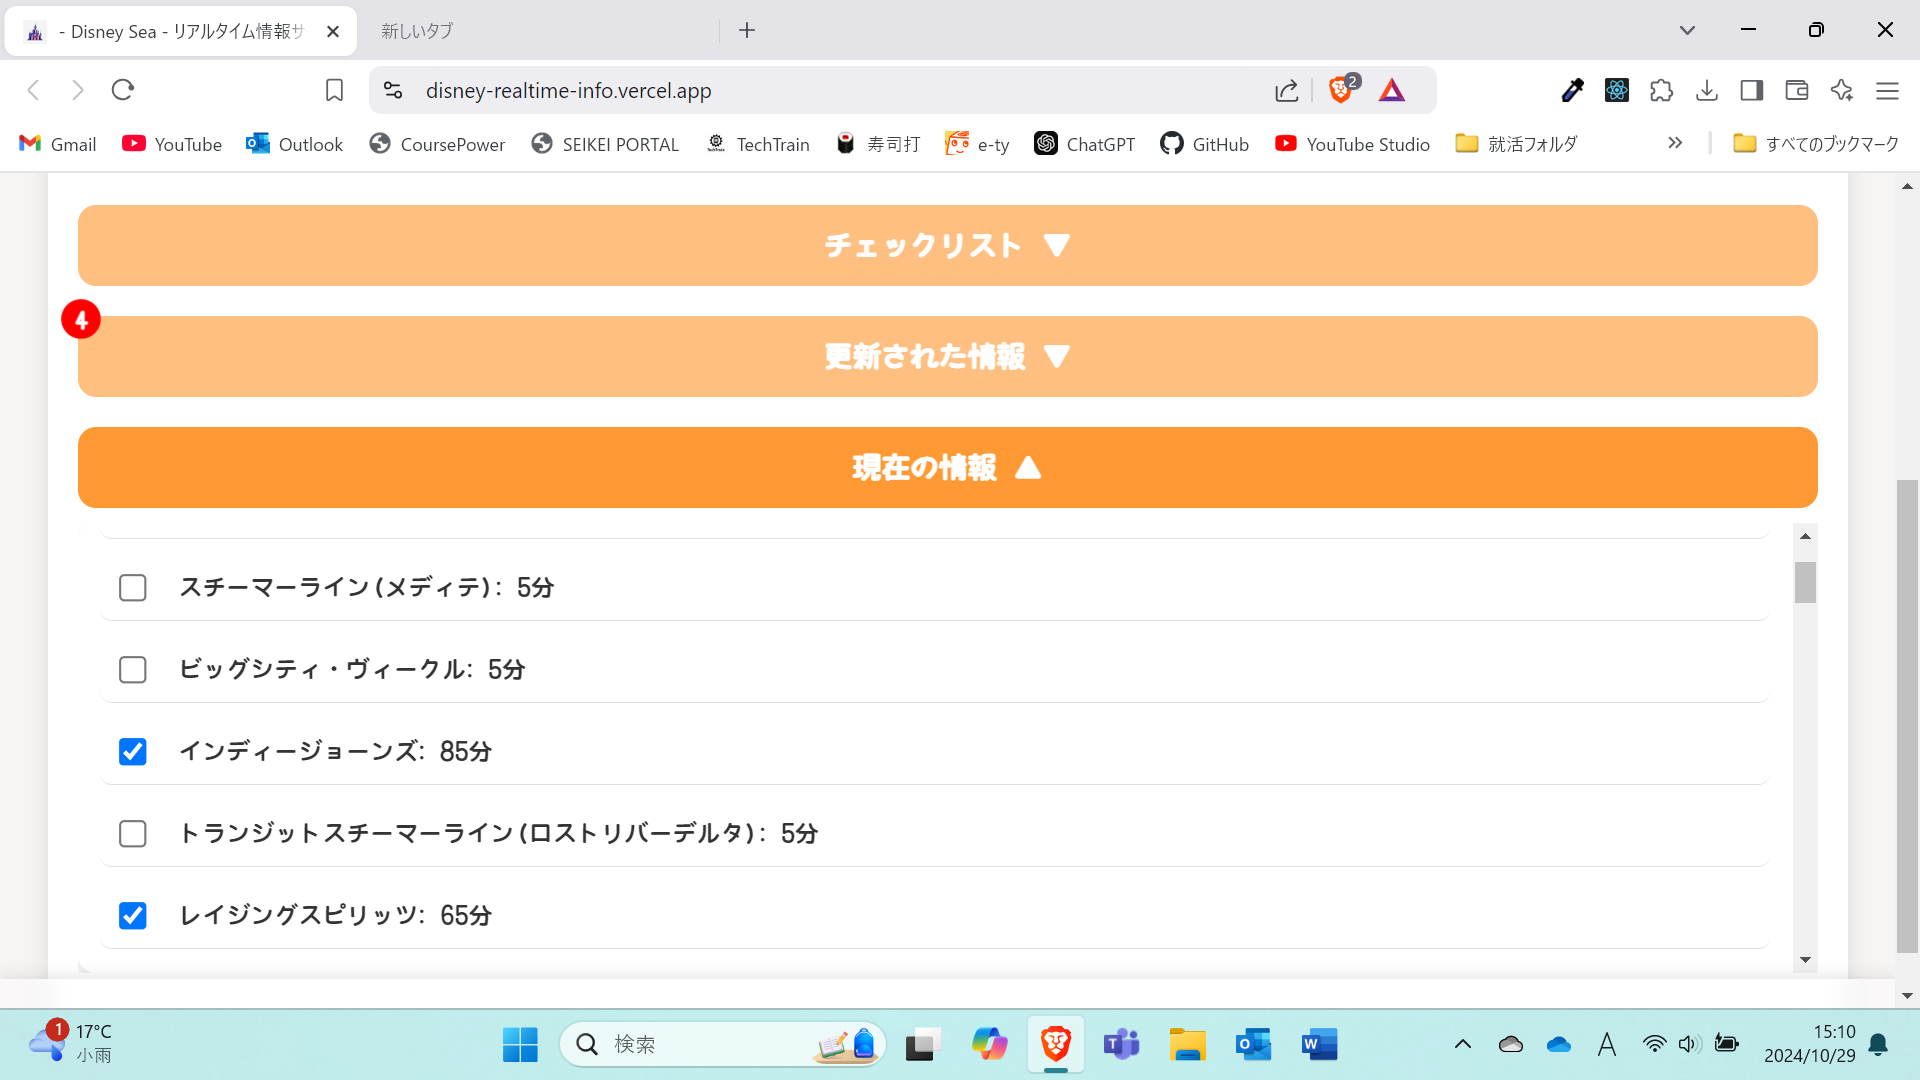 - Disney Sea - リアルタイム情報サ
新しいタブ
disney-realtime-info.vercel.app
2
Gmail
YouTube
Outlook
CoursePower
SEIKEI PORTAL
TechTrain
寿司打
e-ty
ChatGPT
GitHub
YouTube Studio
就活フォルダ
»
すべてのブックマーク
チェックリスト ▼
4
更新された情報 ▼
現在の情報 ▲
スチーマーライン(メディテ): 5分
ビッグシティ・ヴィークル: 5分
インディージョーンズ: 85分
トランジットスチーマーライン(ロストリバーデルタ): 5分
レイジングスピリッツ: 65分
1
17°C
小雨
検索
A
15:10
2024/10/29